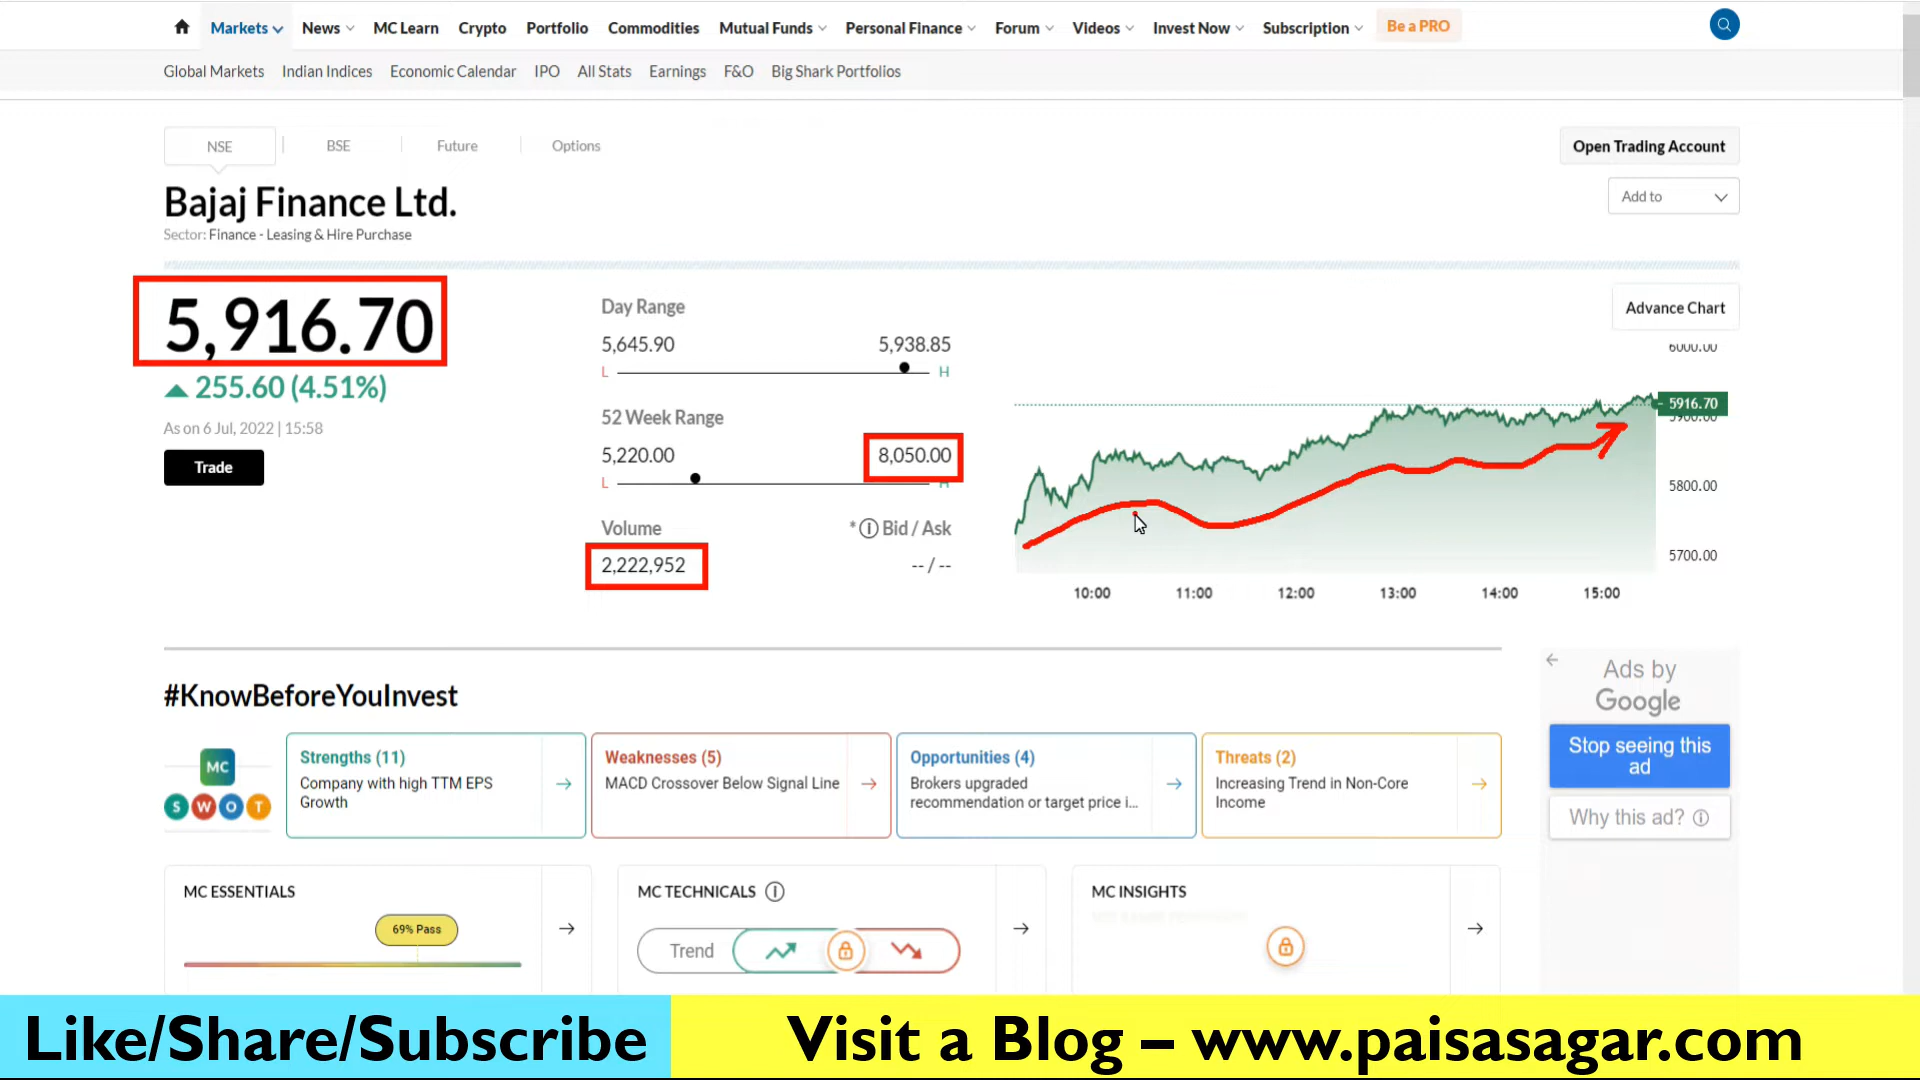 Markets News MC Learn Crypto Portfolio Commodities Mutual Funds Personal Finance Forum Videos Invest Now Subscription Be a PRO
Global Markets Indian Indices Economic Calendar IPO All Stats Earnings F&O Big Shark Portfolios
NSE BSE Future Options
Open Trading Account
Bajaj Finance Ltd.
Add to
Sector: Finance - Leasing & Hire Purchase
5,916.70
255.60 (4.51%)
As on 6 Jul, 2022 | 15:58
Trade
Day Range
5,645.90 5,938.85
L H
52 Week Range
5,220.00 8,050.00
L H
Volume * Bid / Ask
2,222,952 -- / --
Advance Chart
6000.00
5916.70
5900.00
5800.00
5700.00
10:00 11:00 12:00 13:00 14:00 15:00
#KnowBeforeYouInvest
MC
S W O T
Strengths (11)
Company with high TTM EPS
Growth
Weaknesses (5)
MACD Crossover Below Signal Line
Opportunities (4)
Brokers upgraded
recommendation or target price i...
Threats (2)
Increasing Trend in Non-Core
Income
Ads by
Google
Stop seeing this
ad
Why this ad?
MC ESSENTIALS
69% Pass
MC TECHNICALS
Trend
MC INSIGHTS
Like/Share/Subscribe
Visit a Blog – www.paisasagar.com